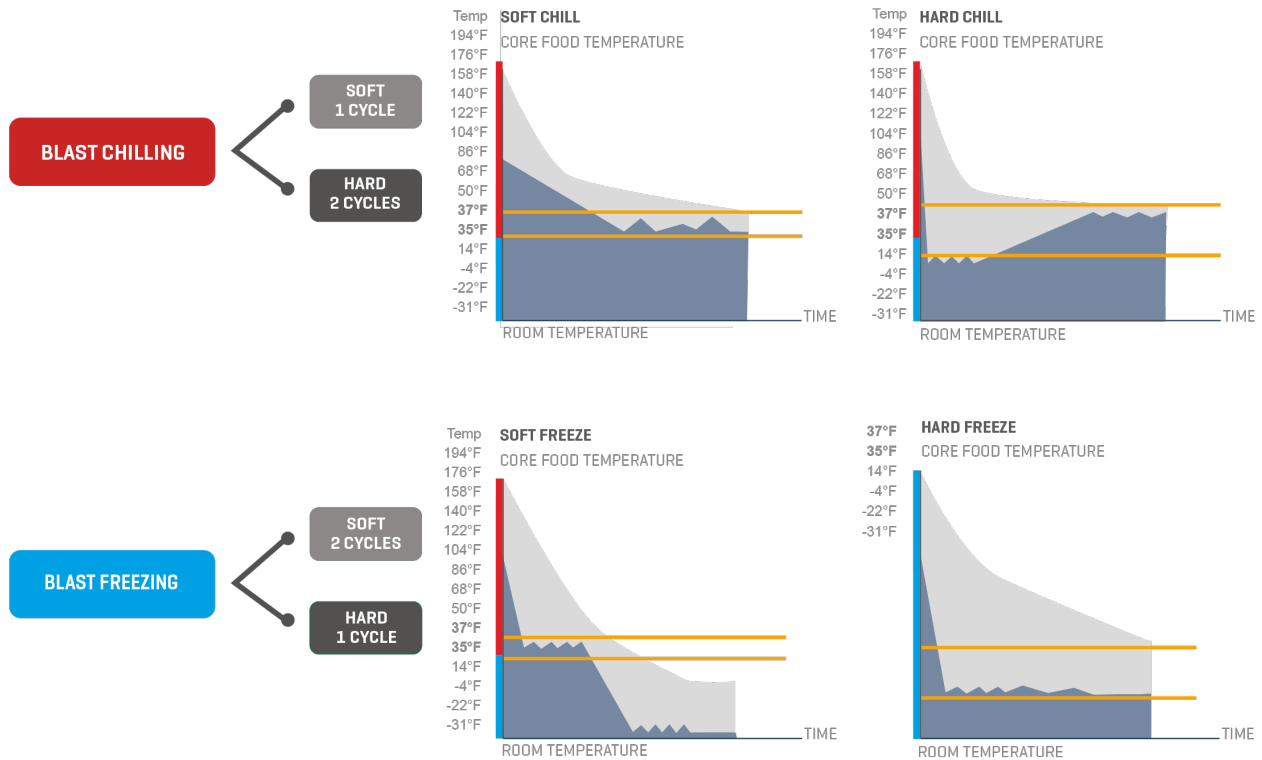 BLAST CHILLING
SOFT
1 CYCLE
HARD
2 CYCLES
Temp
194°F
176°F
158°F
140°F
122°F
104°F
86°F
68°F
50°F
37°F
35°F
14°F
-4°F
-22°F
-31°F
SOFT CHILL
CORE FOOD TEMPERATURE
TIME
ROOM TEMPERATURE
Temp
194°F
176°F
158°F
140°F
122°F
104°F
86°F
68°F
50°F
37°F
35°F
14°F
-4°F
-22°F
-31°F
HARD CHILL
CORE FOOD TEMPERATURE
TIME
ROOM TEMPERATURE
BLAST FREEZING
SOFT
2 CYCLES
HARD
1 CYCLE
Temp
194°F
176°F
158°F
140°F
122°F
104°F
86°F
68°F
50°F
37°F
35°F
14°F
-4°F
-22°F
-31°F
SOFT FREEZE
CORE FOOD TEMPERATURE
TIME
ROOM TEMPERATURE
37°F
35°F
14°F
-4°F
-22°F
-31°F
HARD FREEZE
CORE FOOD TEMPERATURE
TIME
ROOM TEMPERATURE